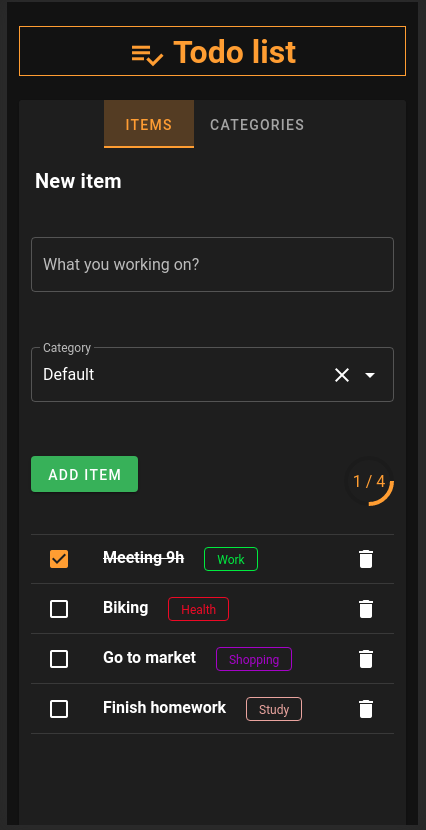 Todo list
ITEMS CATEGORIES
New item
What you working on?
Category
Default
ADD ITEM 1 / 4
Meeting 9h Work
Biking Health
Go to market Shopping
Finish homework Study